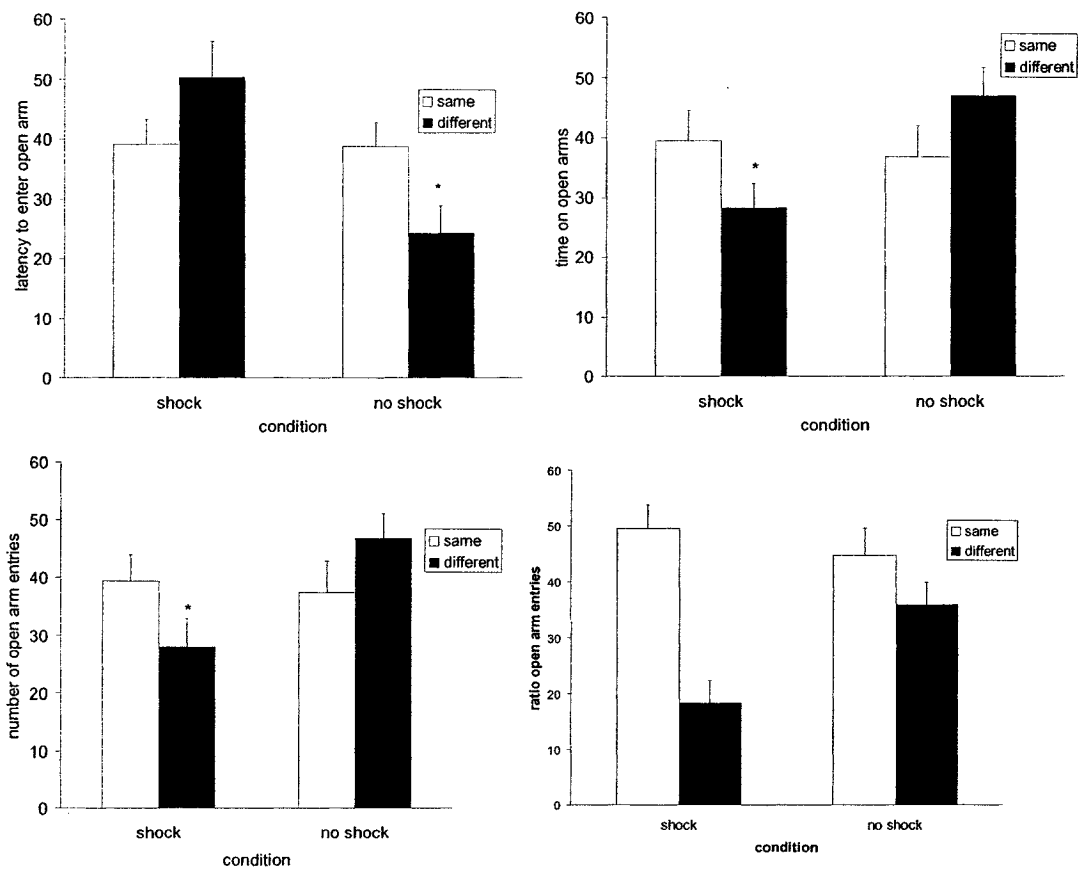 latency to enter open arm
60
50
40
30
20
10
0
same
different
*
shock
no shock
condition
time on open arms
60
50
40
30
20
10
0
same
different
*
shock
no shock
condition
number of open arm entries
60
50
40
30
20
10
0
same
different
*
shock
no shock
condition
ratio open arm entries
60
50
40
30
20
10
0
same
different
shock
no shock
condition